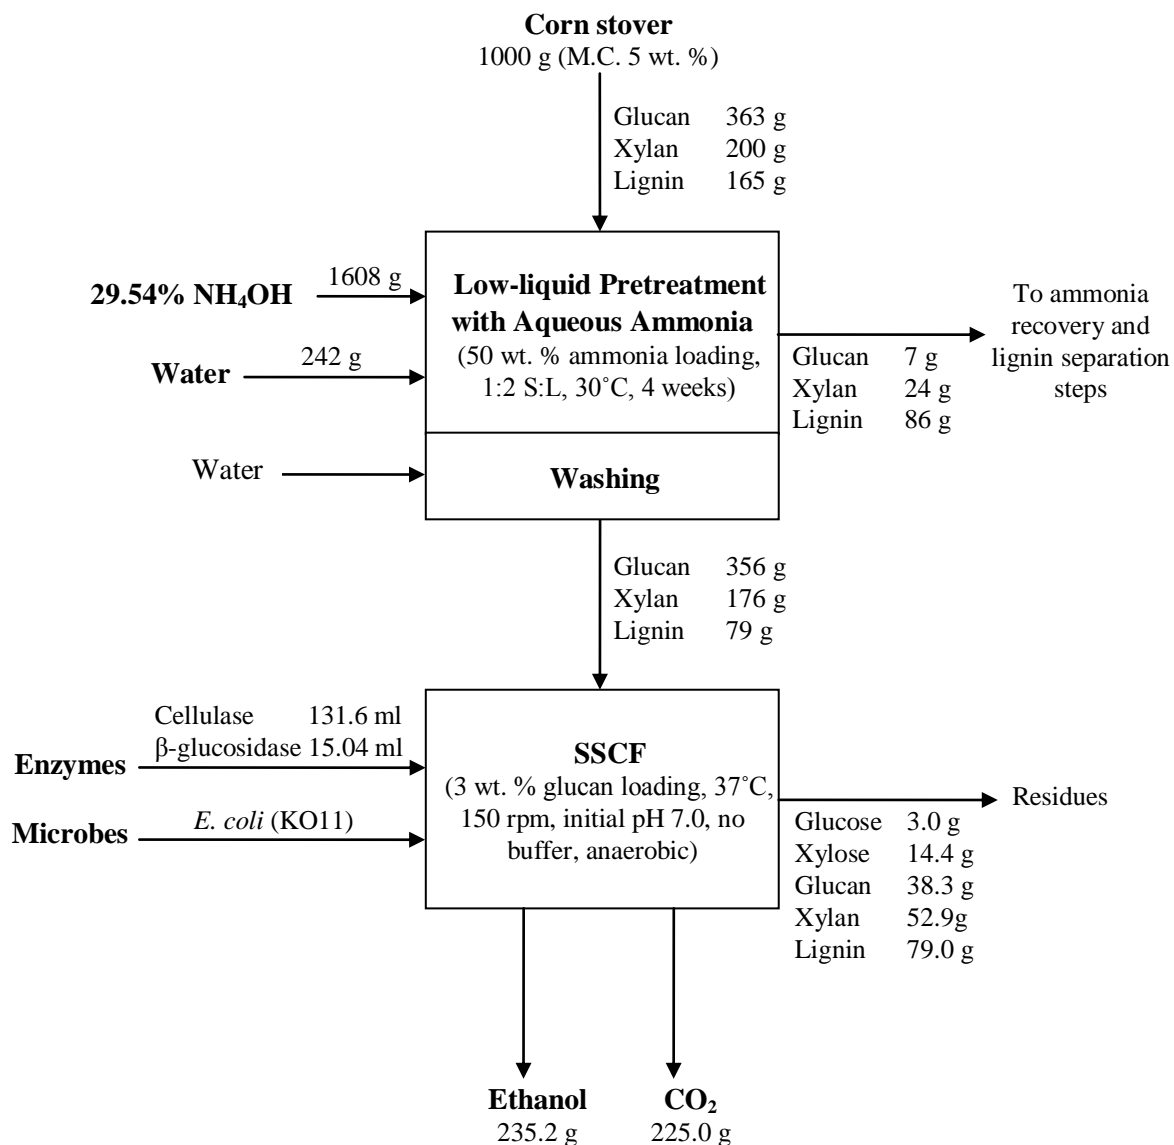 Corn stover
1000 g (M.C. 5 wt. %)
Glucan 363 g
Xylan 200 g
Lignin 165 g
29.54% NH₄OH
1608 g
Water
242 g
Low-liquid Pretreatment
with Aqueous Ammonia
(50 wt. % ammonia loading,
1:2 S:L, 30˚C, 4 weeks)
Glucan 7 g
Xylan 24 g
Lignin 86 g
To ammonia
recovery and
lignin separation
steps
Water
Washing
Glucan 356 g
Xylan 176 g
Lignin 79 g
Enzymes
Cellulase 131.6 ml
β-glucosidase 15.04 ml
Microbes
E. coli (KO11)
SSCF
(3 wt. % glucan loading, 37˚C,
150 rpm, initial pH 7.0, no
buffer, anaerobic)
Residues
Glucose 3.0 g
Xylose 14.4 g
Glucan 38.3 g
Xylan 52.9g
Lignin 79.0 g
Ethanol
235.2 g
CO₂
225.0 g